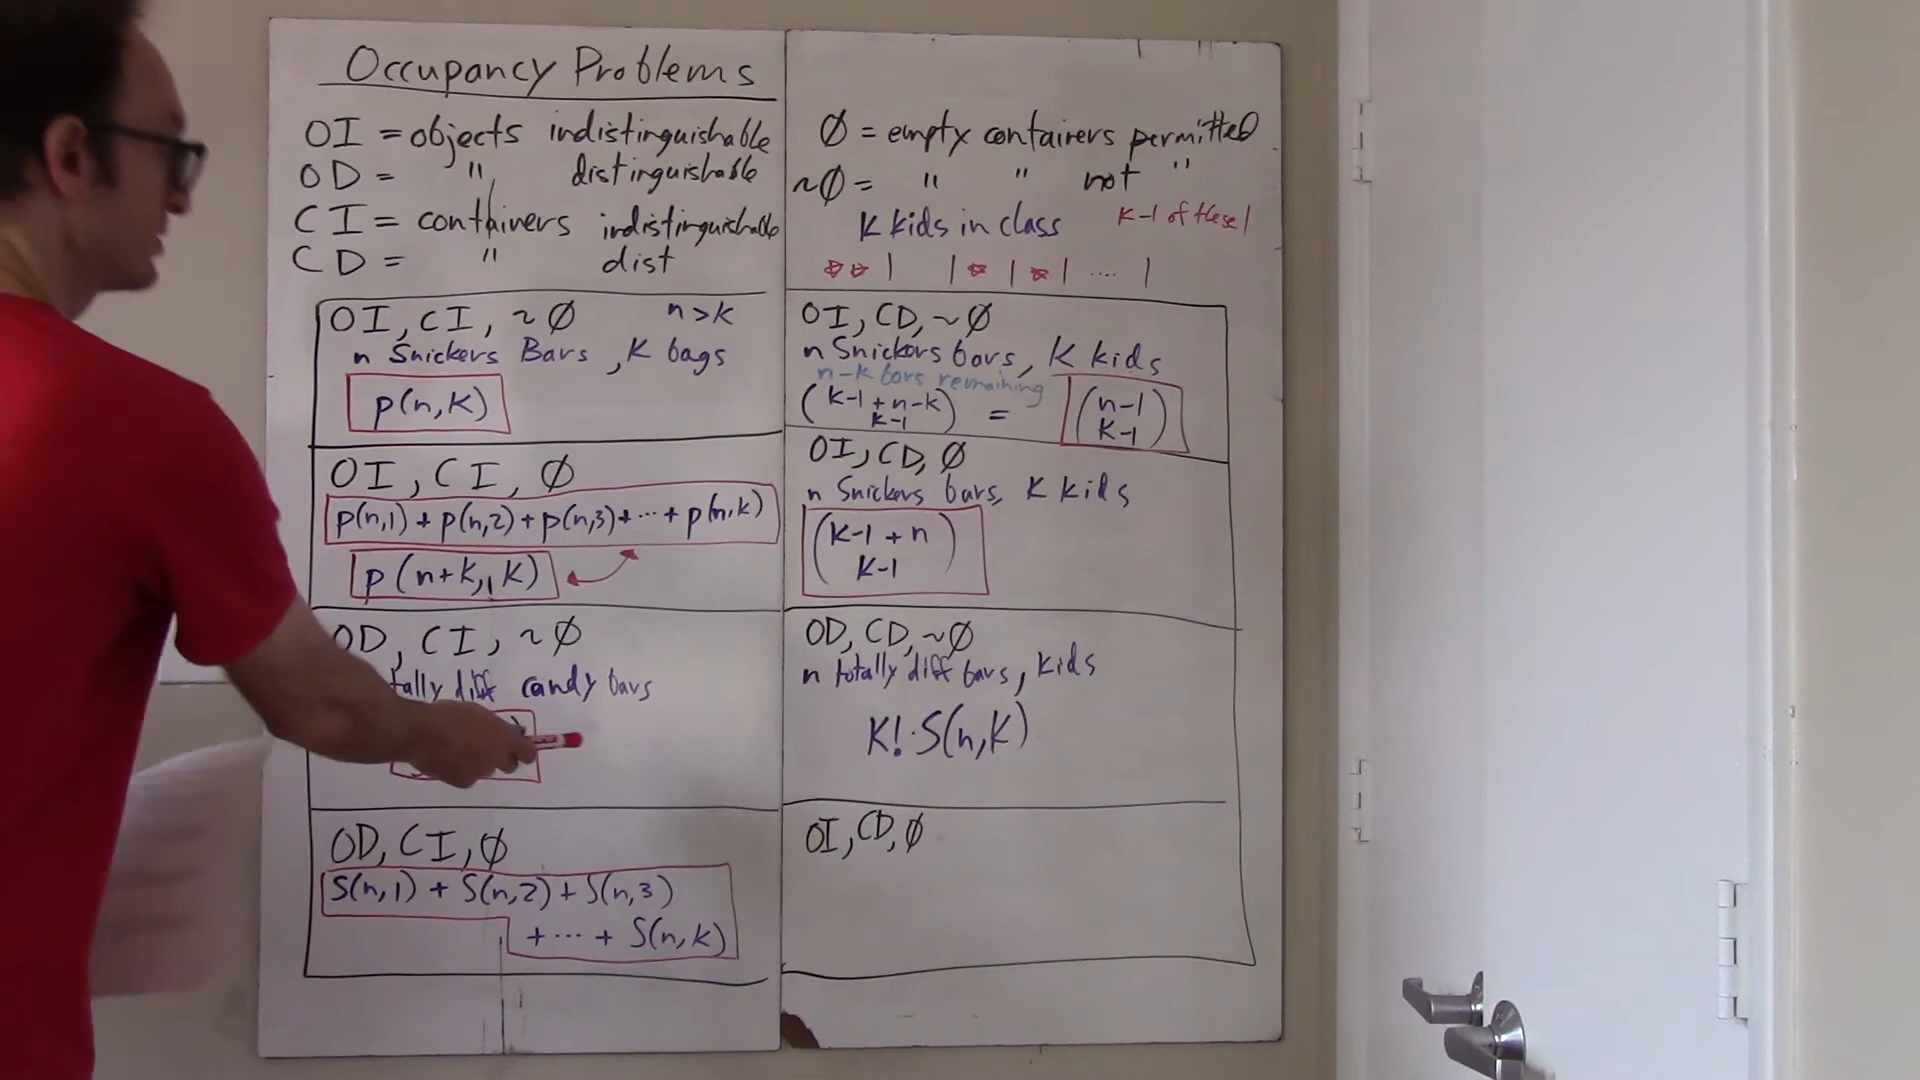 Occupancy Problems
OI = objects indistinguishable
OD = " distinguishable
CI = containers indistinguishable
CD = " dist
Ø = empty containers permitted
~Ø = " " not "
K kids in class
K-1 of these |
☆☆ | | ☆ | ☆ | .... |
OI, CI, ~Ø n>k
n Snickers Bars, K bags
p(n,k)
OI, CI, Ø
p(n,1) + p(n,2) + p(n,3) + ... + p(n,k)
p(n+k, k)
OD, CI, ~Ø
diff candy bars
OD, CI, Ø
S(n,1) + S(n,2) + S(n,3)
+ ... + S(n,k)
OI, CD, ~Ø
n Snickers bars, K kids
n-k bars remaining
(k-1+n-k
k-1) = (n-1
k-1)
OI, CD, Ø
n Snickers bars, K kids
(k-1+n
k-1)
OD, CD, ~Ø
n totally diff bars, kids
K!·S(n,k)
OI, CD, Ø